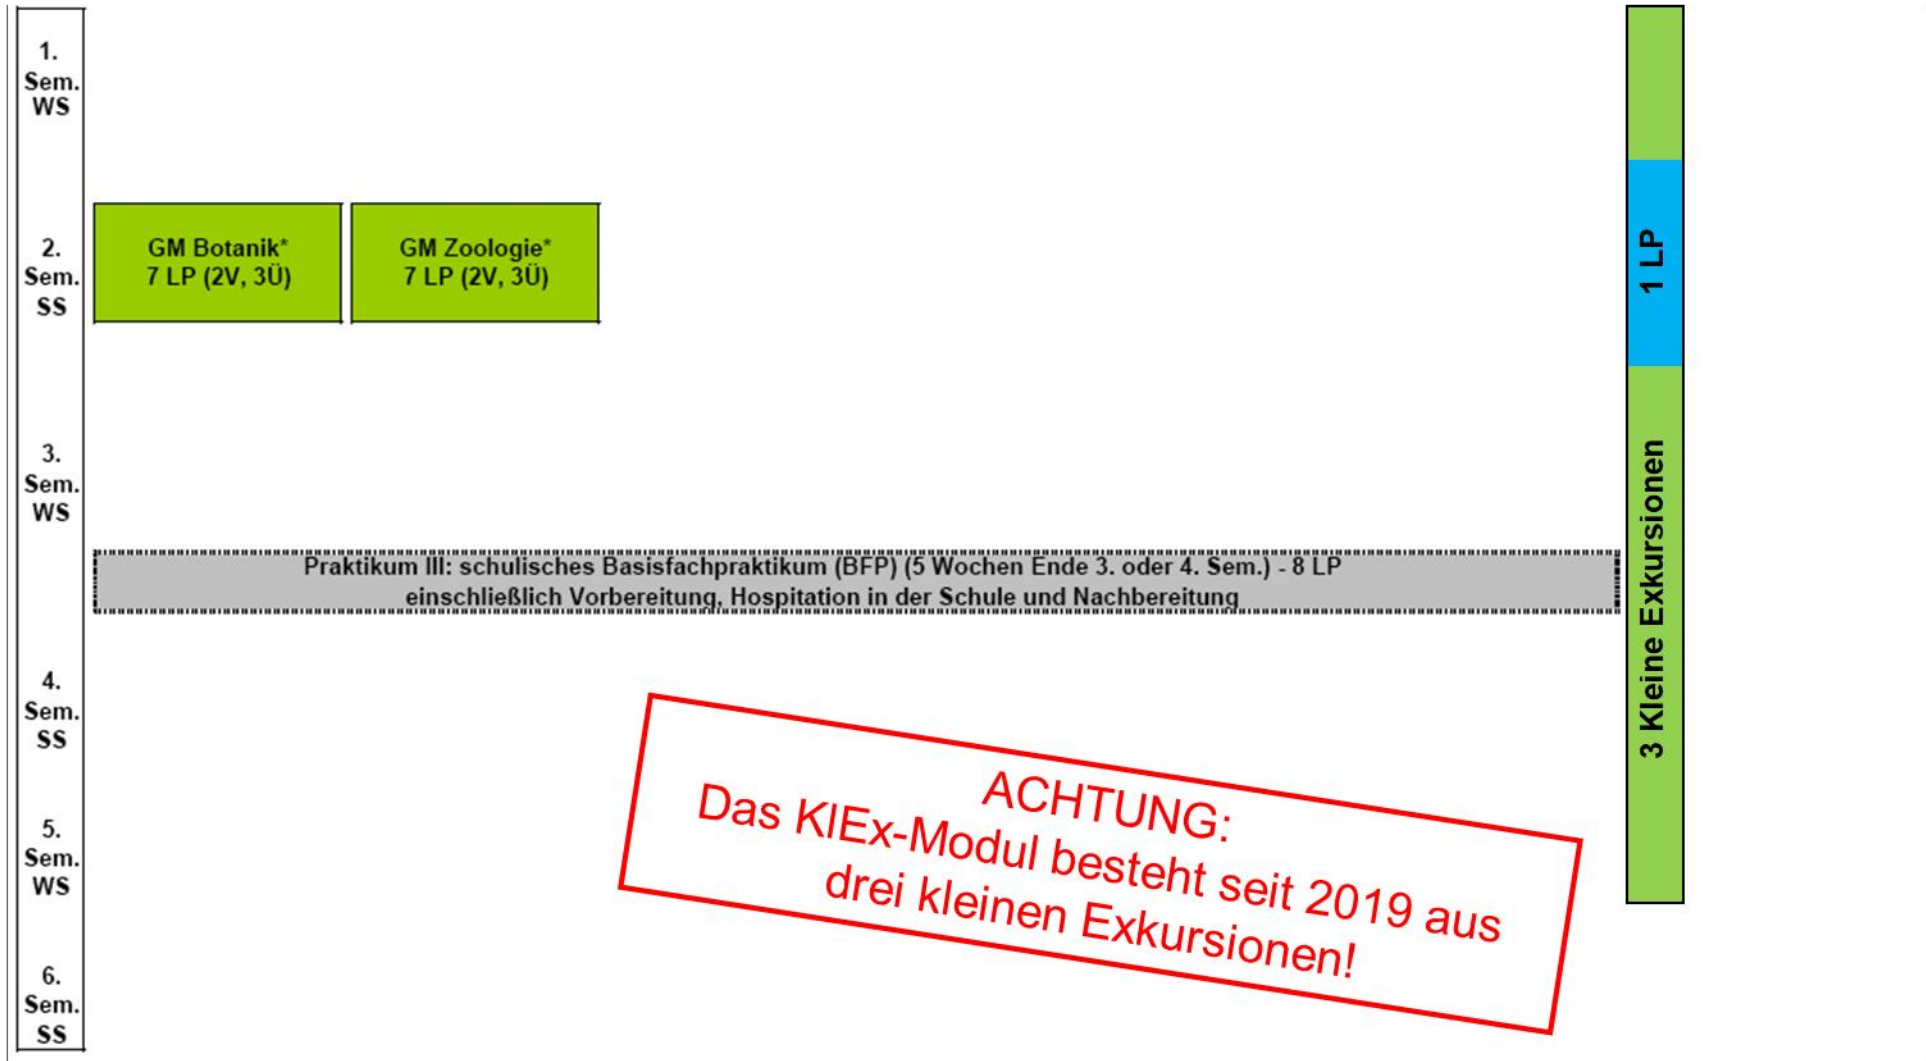 1.
Sem.
WS
2.
Sem.
SS
GM Botanik*
7 LP (2V, 3Ü)
GM Zoologie*
7 LP (2V, 3Ü)
3.
Sem.
WS
Praktikum III: schulisches Basisfachpraktikum (BFP) (5 Wochen Ende 3. oder 4. Sem.) - 8 LP
einschließlich Vorbereitung, Hospitation in der Schule und Nachbereitung
4.
Sem.
SS
5.
Sem.
WS
6.
Sem.
SS
ACHTUNG:
Das KlEx-Modul besteht seit 2019 aus
drei kleinen Exkursionen!
1 LP
3 Kleine Exkursionen